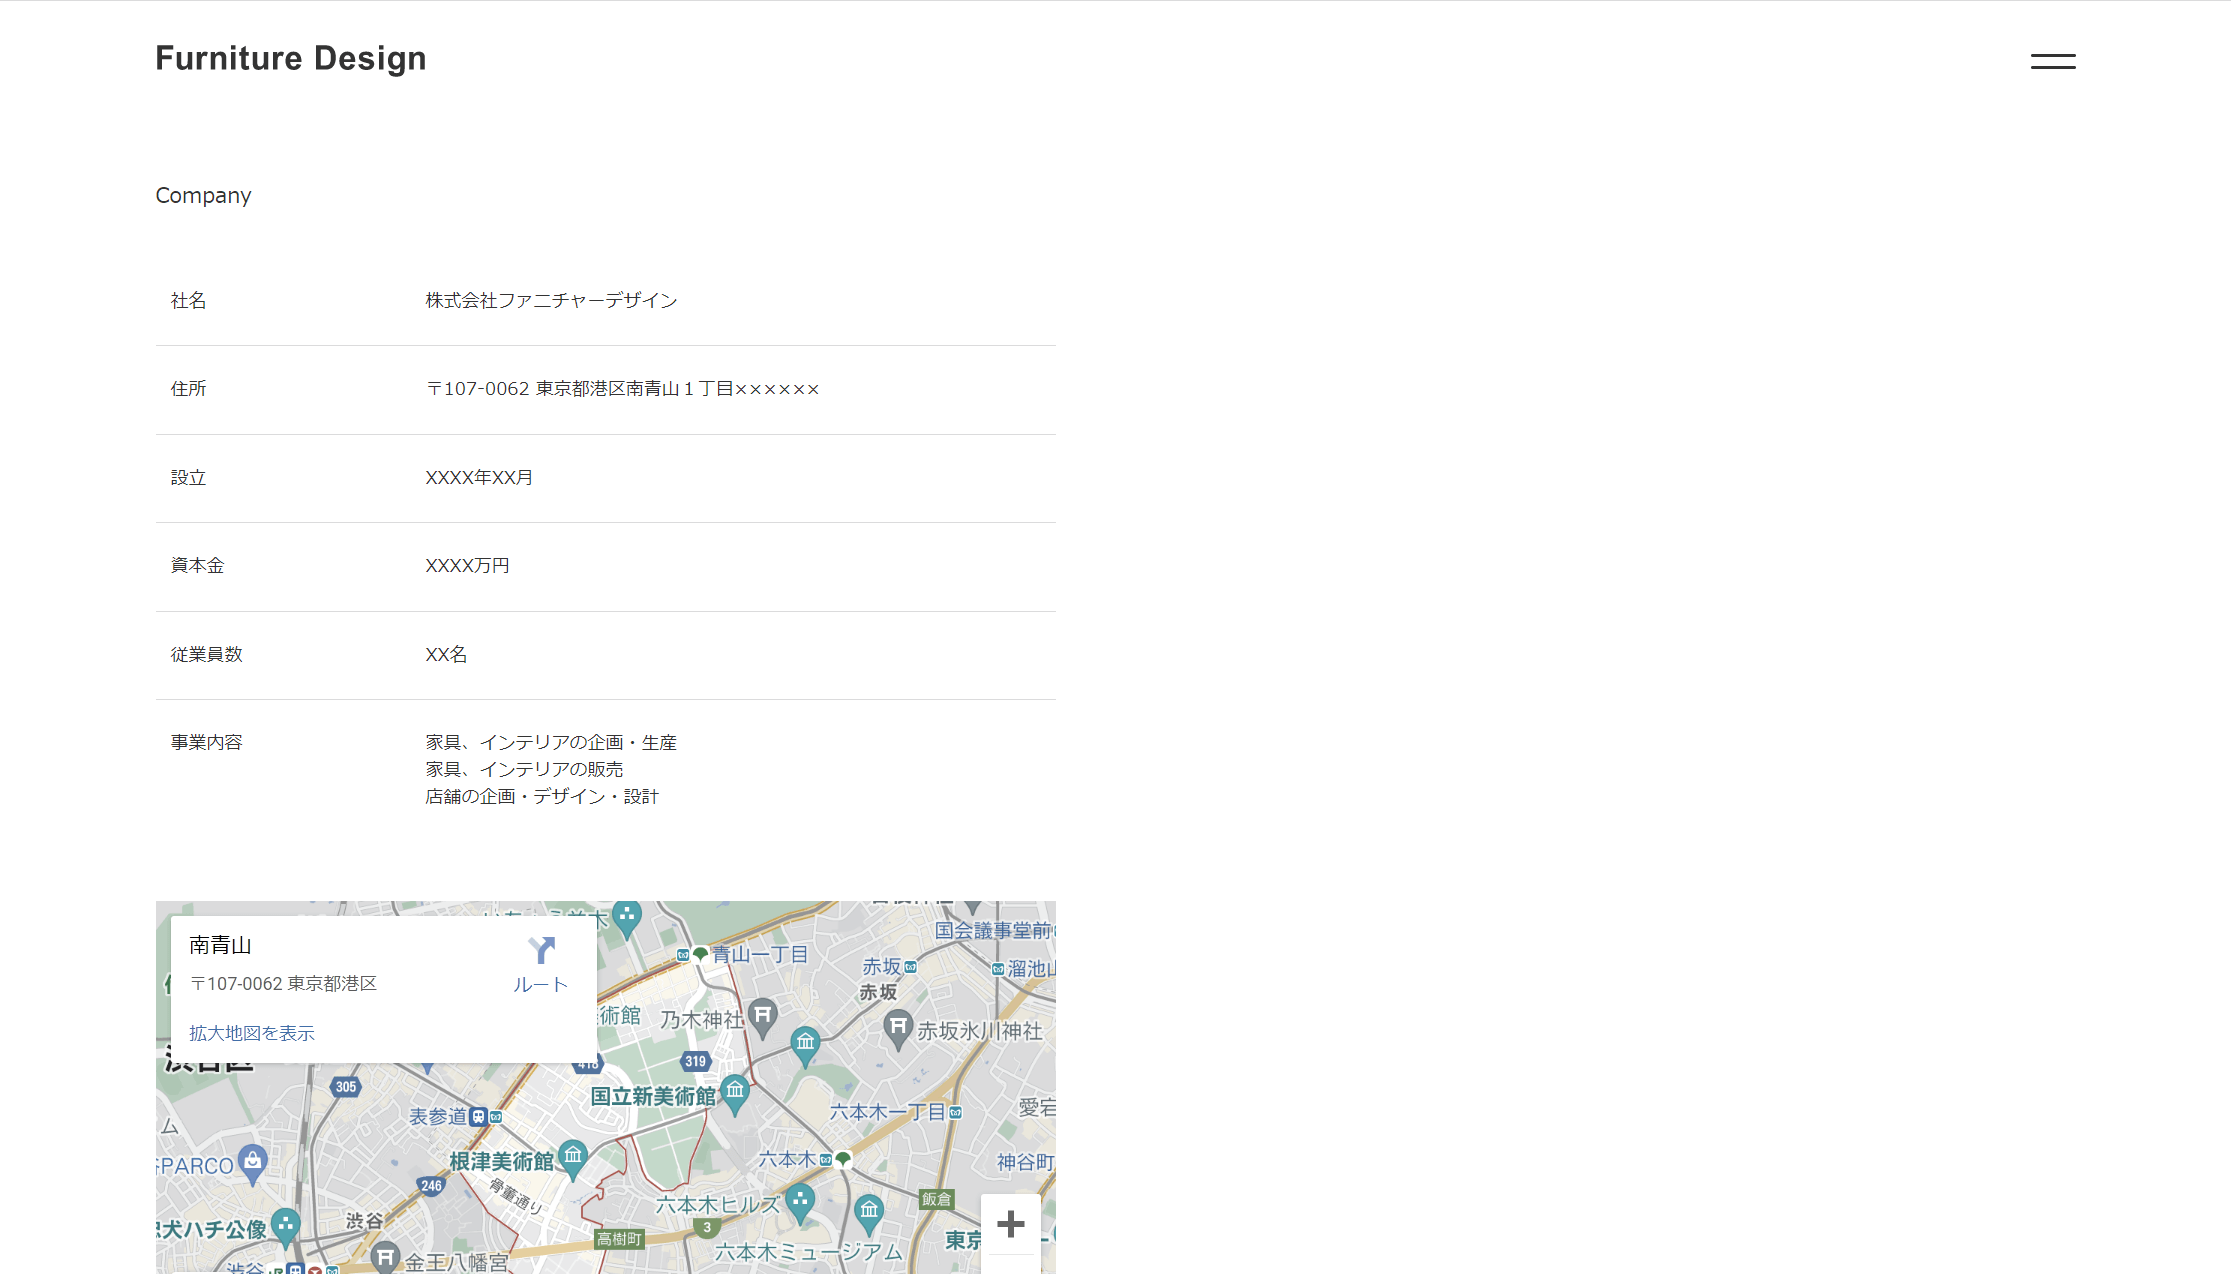 Furniture Design
Company
社名 株式会社ファニチャーデザイン
住所 〒107-0062 東京都港区南青山１丁目××××××
設立 XXXX年XX月
資本金 XXXX万円
従業員数 XX名
事業内容 家具、インテリアの企画・生産
家具、インテリアの販売
店舗の企画・デザイン・設計
南青山
〒107-0062 東京都港区
ルート
拡大地図を表示
国会議事堂前
青山一丁目
赤坂
溜池山
赤坂
術館
乃木神社
赤坂氷川神社
319
305
国立新美術館
表参道
六本木一丁目
愛宕
ム
PARCO
根津美術館
六本木
神谷町
246
骨董通り
六本木ヒルズ
飯倉
犬ハチ公像
渋谷
3
高樹町
六本木ミュージアム
東京
金王八幡宮
渋谷